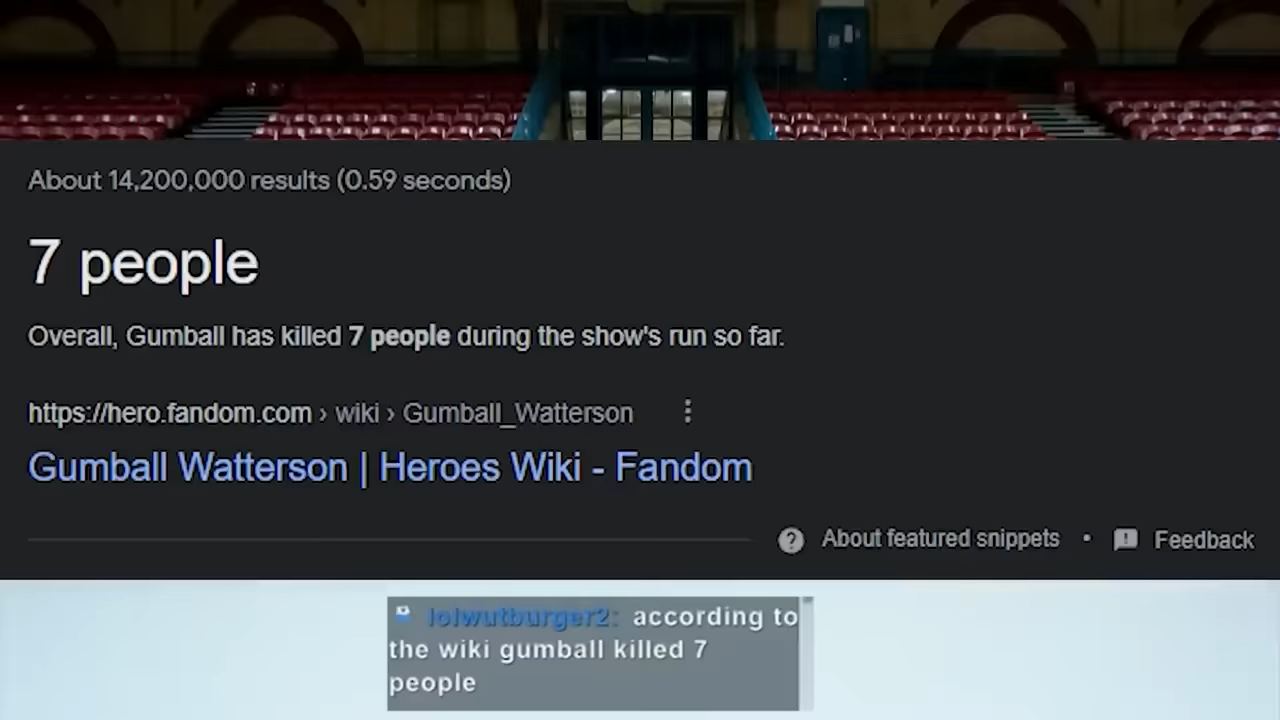 About 14,200,000 results (0.59 seconds)
7 people
Overall, Gumball has killed 7 people during the show's run so far.
https://hero.fandom.com › wiki › Gumball_Watterson
Gumball Watterson | Heroes Wiki - Fandom
About featured snippets • Feedback
lolwutburger2: according to
the wiki gumball killed 7
people